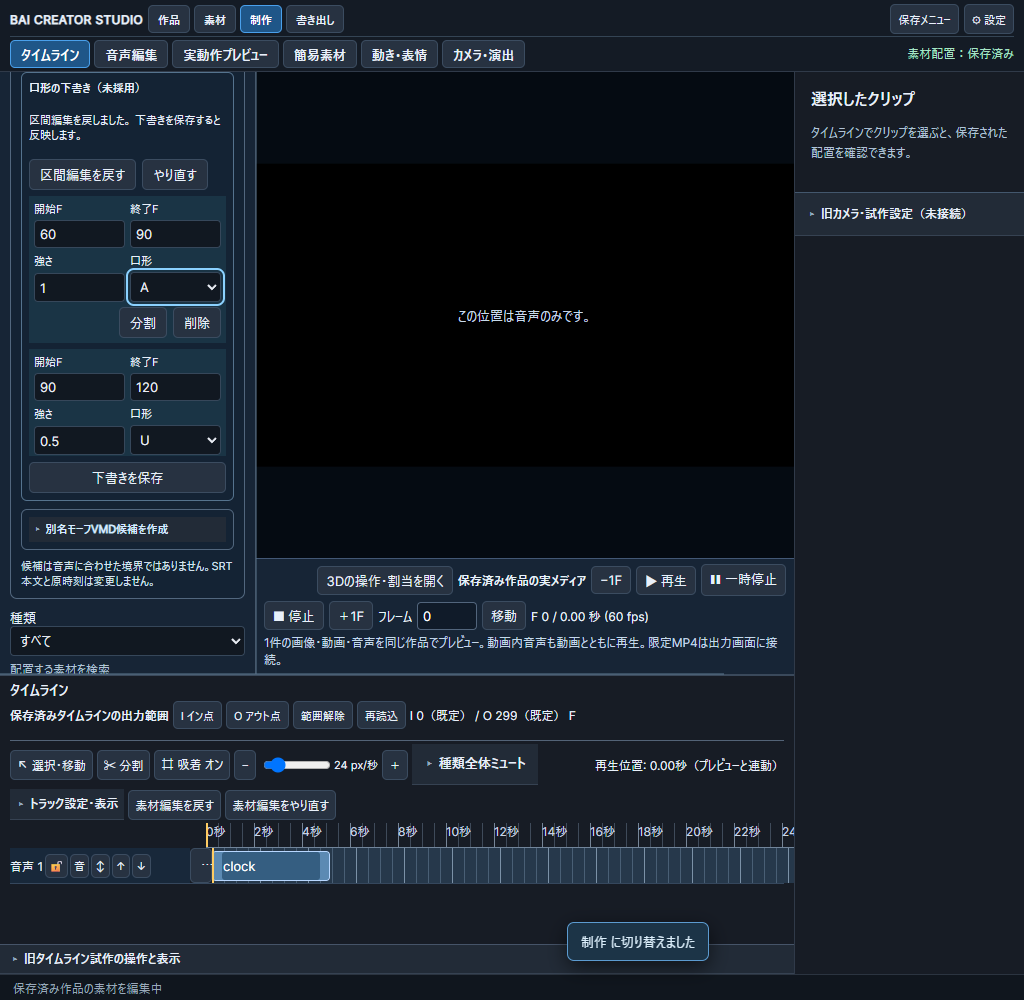 BAI CREATOR STUDIO 作品 素材 制作 書き出し 保存メニュー ⚙ 設定
タイムライン 音声編集 実動作プレビュー 簡易素材 動き・表情 カメラ・演出 素材配置：保存済み
口形の下書き（未採用）
区間編集を戻しました。下書きを保存すると
反映します。
区間編集を戻す やり直す
開始F 終了F
60 90
強さ 口形
1 A
分割 削除
開始F 終了F
90 120
強さ 口形
0.5 U
下書きを保存
▸ 別名モーフVMD候補を作成
候補は音声に合わせた境界ではありません。SRT
本文と原時刻は変更しません。
種類
すべて
配置する素材を検索
この位置は音声のみです。
3Dの操作・割当を開く 保存済み作品の実メディア −1F ▶ 再生 ⏸ 一時停止
■ 停止 ＋1F フレーム 0 移動 F 0 / 0.00 秒 (60 fps)
1件の画像・動画・音声を同じ作品でプレビュー。動画内音声も動画とともに再生。限定MP4は出力画面に接
続。
選択したクリップ
タイムラインでクリップを選ぶと、保存された
配置を確認できます。
▸ 旧カメラ・試作設定（未接続）
タイムライン
保存済みタイムラインの出力範囲 I イン点 O アウト点 範囲解除 再読込 I 0（既定） / O 299（既定） F
↖ 選択・移動 ✂ 分割 吸着 オン − 24 px/秒 + ▸ 種類全体ミュート 再生位置: 0.00秒（プレビューと連動）
▸ トラック設定・表示 素材編集を戻す 素材編集をやり直す
0秒 2秒 4秒 6秒 8秒 10秒 12秒 14秒 16秒 18秒 20秒 22秒 24
音声 1 音 ↕ ↑ ↓ … clock
制作 に切り替えました
▸ 旧タイムライン試作の操作と表示
保存済み作品の素材を編集中